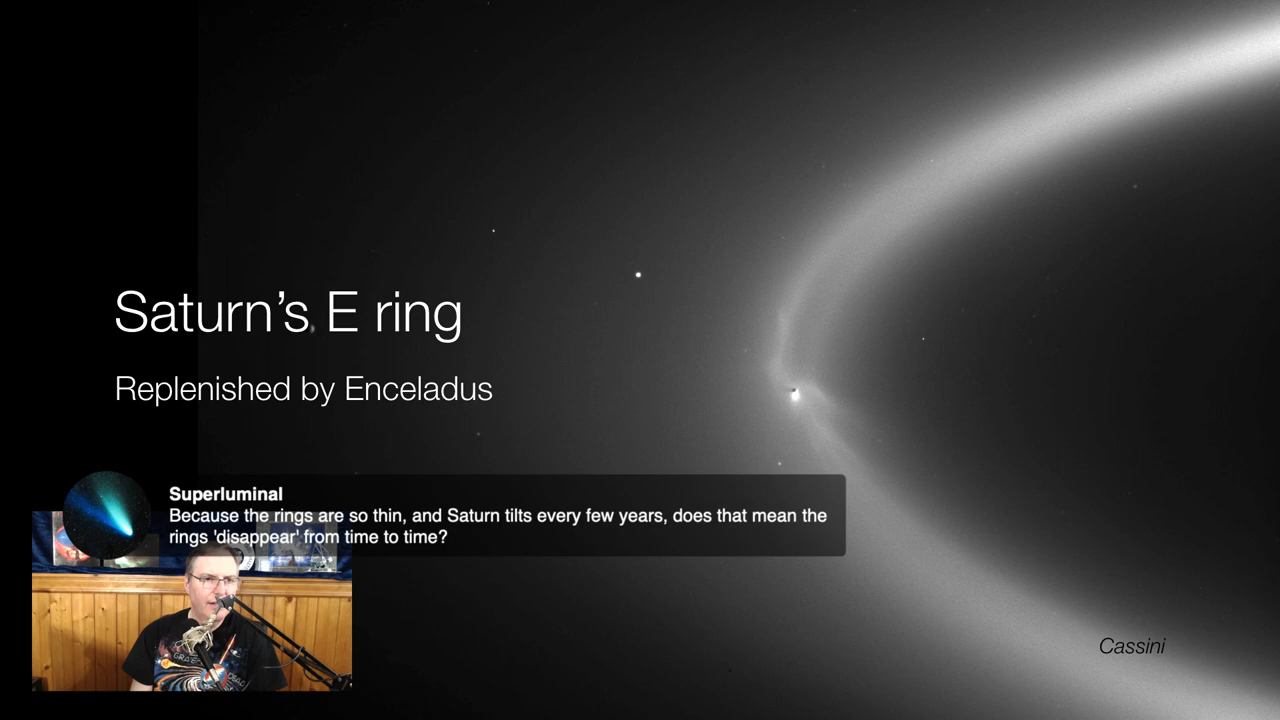 Saturn's E ring
Replenished by Enceladus
Superluminal
Because the rings are so thin, and Saturn tilts every few years, does that mean the
rings 'disappear' from time to time?
Cassini